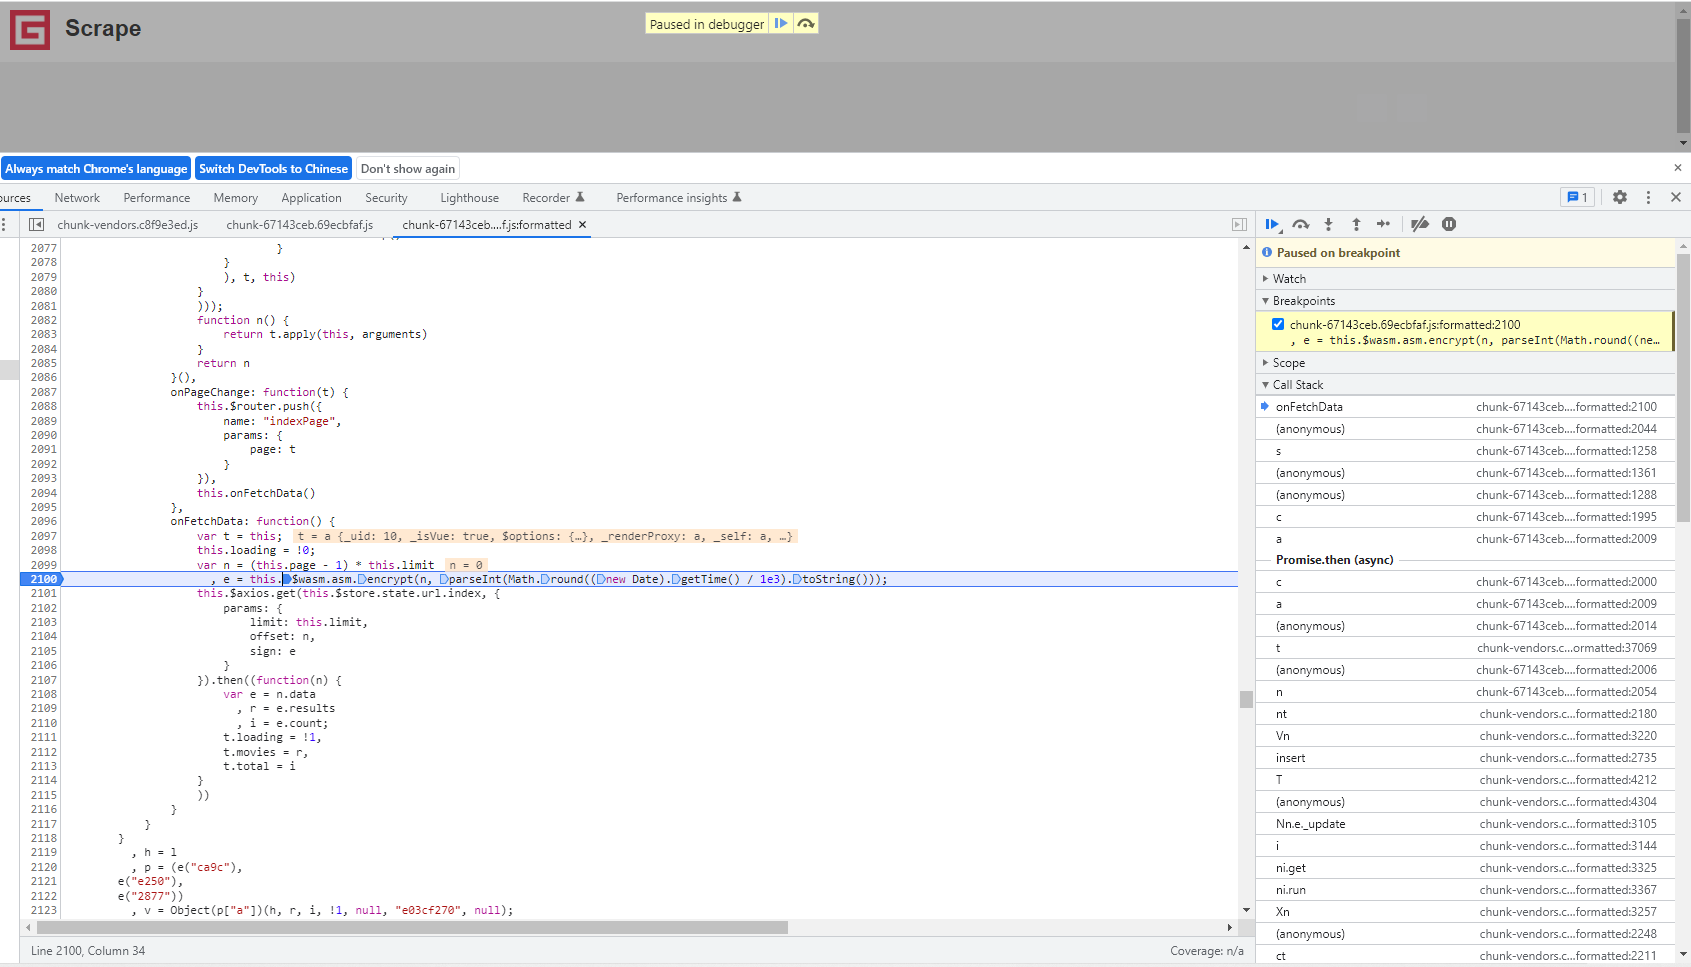 Scrape
Paused in debugger
Always match Chrome's language Switch DevTools to Chinese Don't show again
ources Network Performance Memory Application Security Lighthouse Recorder Performance insights 1
chunk-vendors.c8f9e3ed.js chunk-67143ceb.69ecbfaf.js chunk-67143ceb....f.js:formatted
2077 }
2078 }
2079 ), t, this)
2080 }
2081 )));
2082 function n() {
2083 return t.apply(this, arguments)
2084 }
2085 return n
2086 }(),
2087 onPageChange: function(t) {
2088 this.$router.push({
2089 name: "indexPage",
2090 params: {
2091 page: t
2092 }
2093 }),
2094 this.onFetchData()
2095 },
2096 onFetchData: function() {
2097 var t = this; t = a {_uid: 10, _isVue: true, $options: {…}, _renderProxy: a, _self: a, …}
2098 this.loading = !0;
2099 var n = (this.page - 1) * this.limit n = 0
2100 , e = this.$wasm.asm.encrypt(n, parseInt(Math.round((new Date).getTime() / 1e3).toString()));
2101 this.$axios.get(this.$store.state.url.index, {
2102 params: {
2103 limit: this.limit,
2104 offset: n,
2105 sign: e
2106 }
2107 }).then((function(n) {
2108 var e = n.data
2109 , r = e.results
2110 , i = e.count;
2111 t.loading = !1,
2112 t.movies = r,
2113 t.total = i
2114 }
2115 ))
2116 }
2117 }
2118 }
2119 , h = l
2120 , p = (e("ca9c"),
2121 e("e250"),
2122 e("2877"))
2123 , v = Object(p["a"])(h, r, i, !1, null, "e03cf270", null);
Line 2100, Column 34 Coverage: n/a
Paused on breakpoint
Watch
Breakpoints
chunk-67143ceb.69ecbfaf.js:formatted:2100
, e = this.$wasm.asm.encrypt(n, parseInt(Math.round((ne…
Scope
Call Stack
onFetchData chunk-67143ceb....formatted:2100
(anonymous) chunk-67143ceb....formatted:2044
s chunk-67143ceb....formatted:1258
(anonymous) chunk-67143ceb....formatted:1361
(anonymous) chunk-67143ceb....formatted:1288
c chunk-67143ceb....formatted:1995
a chunk-67143ceb....formatted:2009
Promise.then (async)
c chunk-67143ceb....formatted:2000
a chunk-67143ceb....formatted:2009
(anonymous) chunk-67143ceb....formatted:2014
t chunk-vendors.c...ormatted:37069
(anonymous) chunk-67143ceb....formatted:2006
n chunk-67143ceb....formatted:2054
nt chunk-vendors.c...formatted:2180
Vn chunk-vendors.c...formatted:3220
insert chunk-vendors.c...formatted:2735
T chunk-vendors.c...formatted:4212
(anonymous) chunk-vendors.c...formatted:4304
Nn.e._update chunk-vendors.c...formatted:3105
i chunk-vendors.c...formatted:3144
ni.get chunk-vendors.c...formatted:3325
ni.run chunk-vendors.c...formatted:3367
Xn chunk-vendors.c...formatted:3257
(anonymous) chunk-vendors.c...formatted:2248
ct chunk-vendors.c...formatted:2211